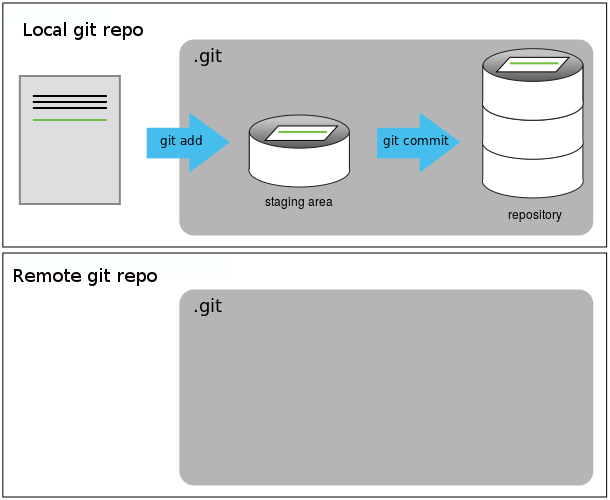 Local git repo
.git
git add
git commit
staging area
repository
Remote git repo
.git